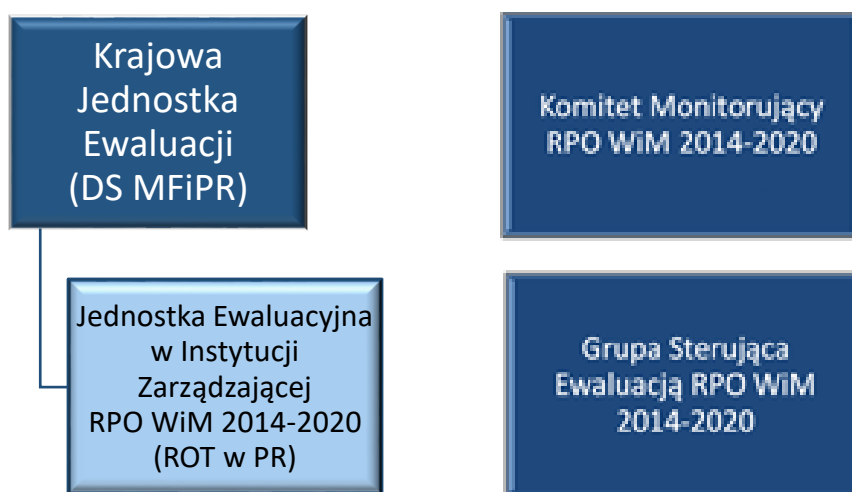 Krajowa
Jednostka
Ewaluacji
(DS MFiPR)
Jednostka Ewaluacyjna
w Instytucji
Zarządzającej
RPO WiM 2014-2020
(ROT w PR)
Komitet Monitorujący
RPO WiM 2014-2020
Grupa Sterująca
Ewaluacją RPO WiM
2014-2020